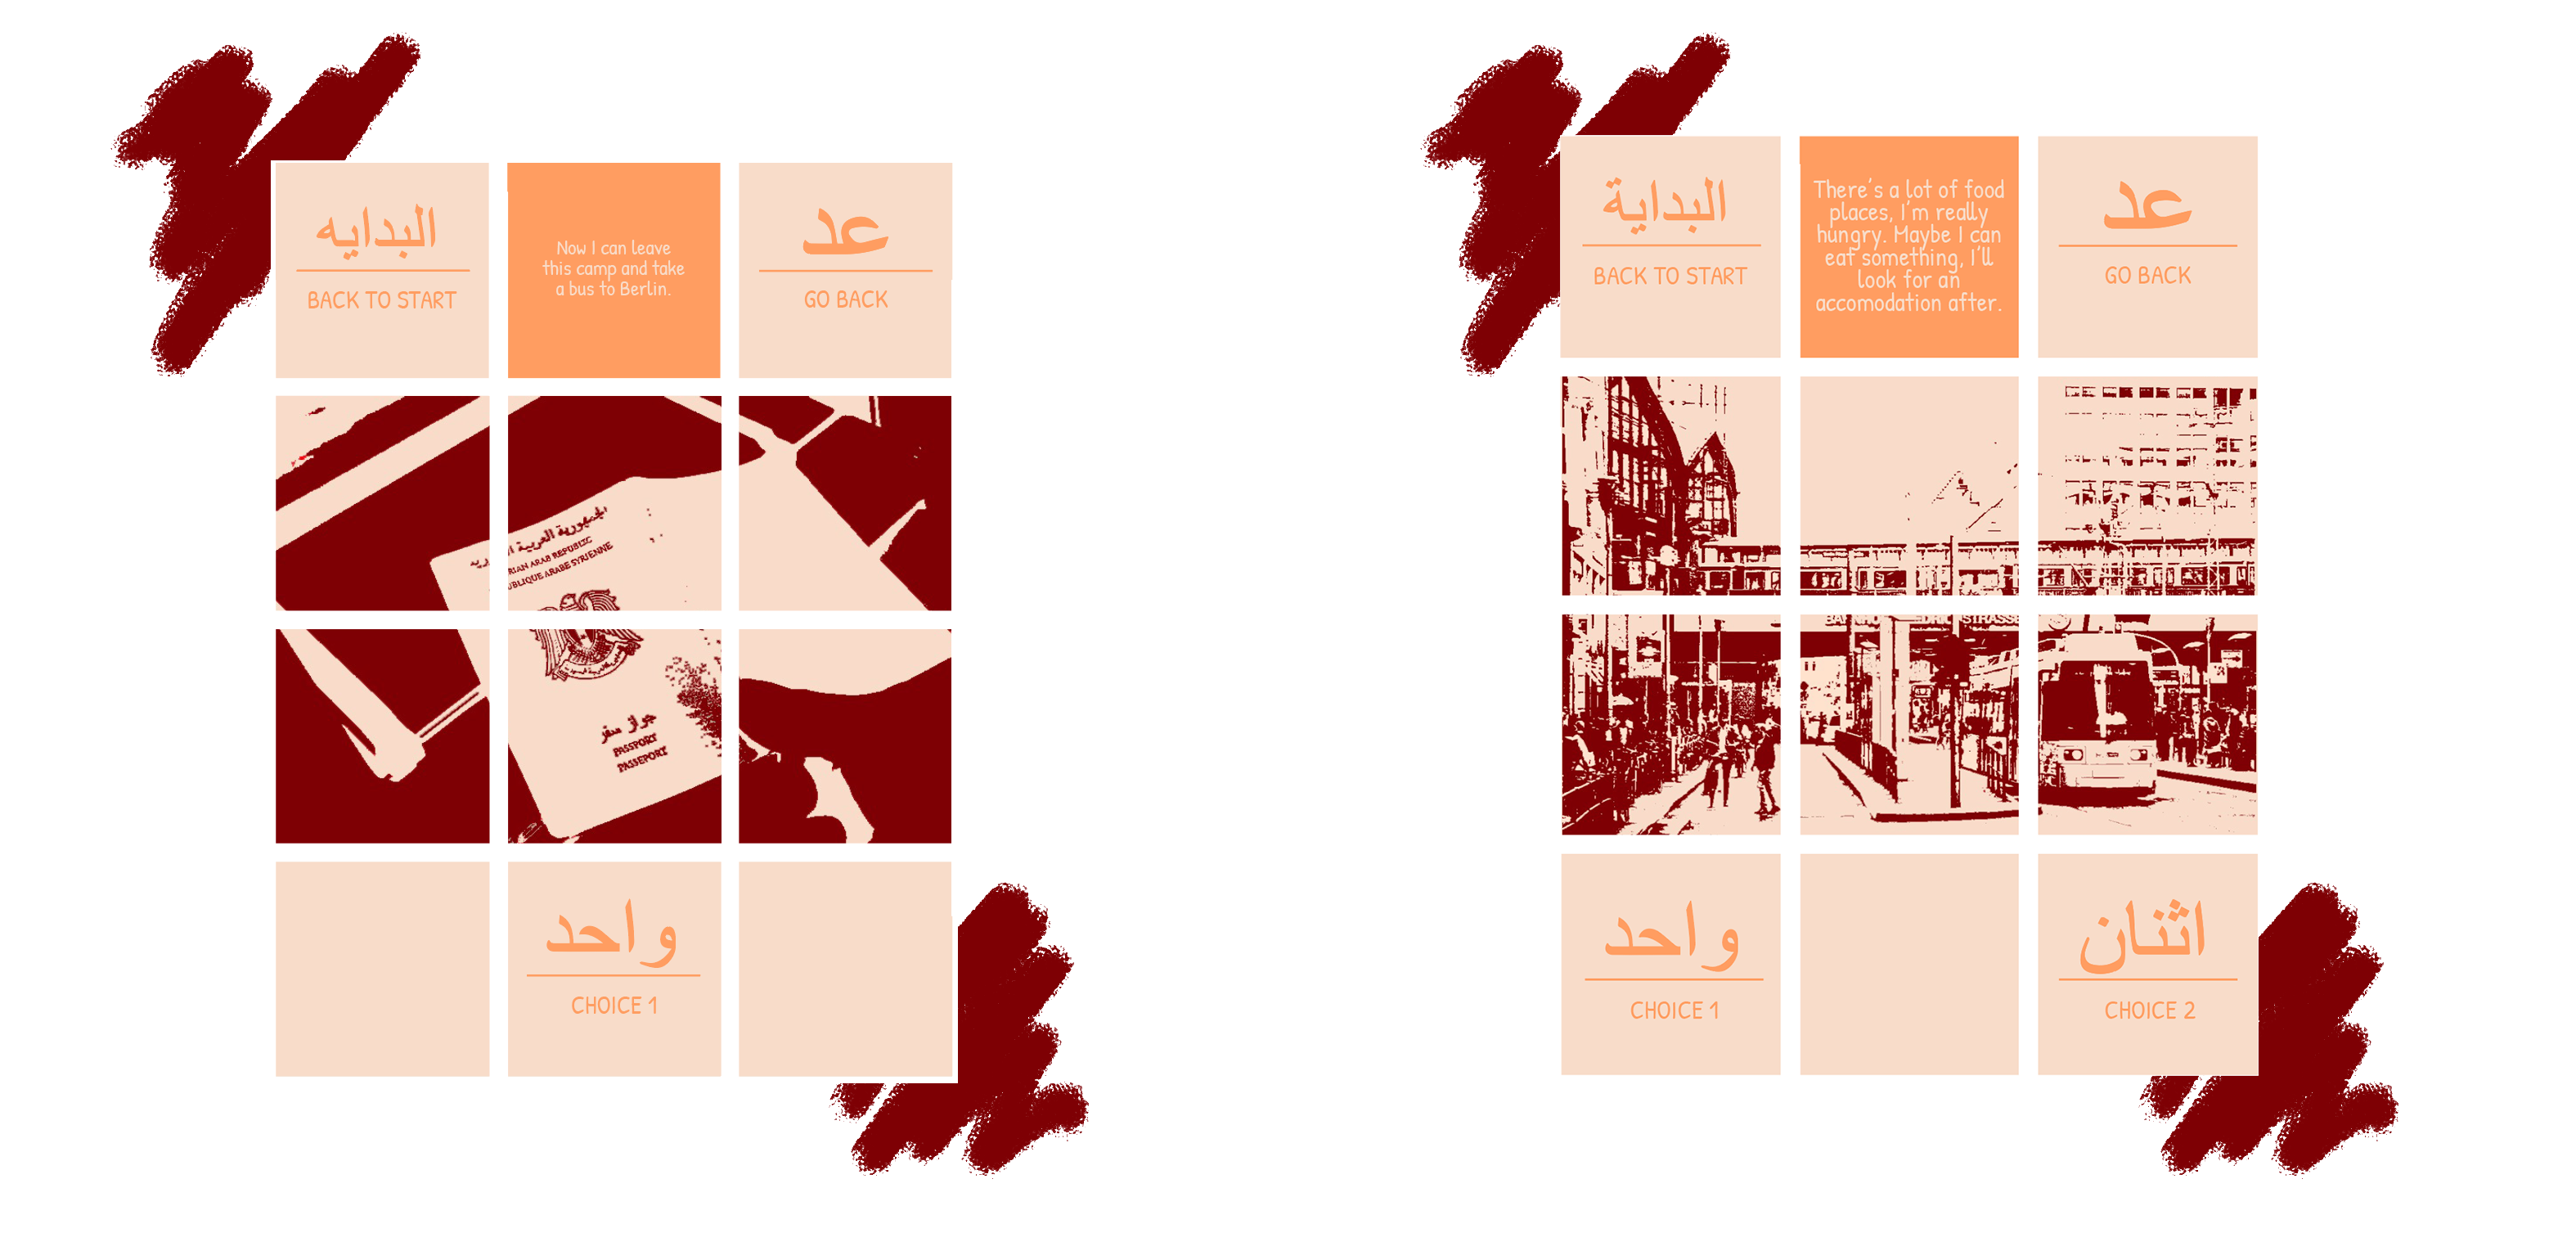 البدايه
BACK TO START
Now I can leave
this camp and take
a bus to Berlin.
عد
GO BACK
الجمهورية العربية
RIAN ARAB REPUBLIC
UBLIQUE ARABE SYRIENNE
جواز سفر
PASSPORT
PASSEPORT
واحد
CHOICE 1
البداية
BACK TO START
There's a lot of food
places, I'm really
hungry. Maybe I can
eat something, I'll
look for an
accomodation after.
عد
GO BACK
واحد
CHOICE 1
اثنان
CHOICE 2